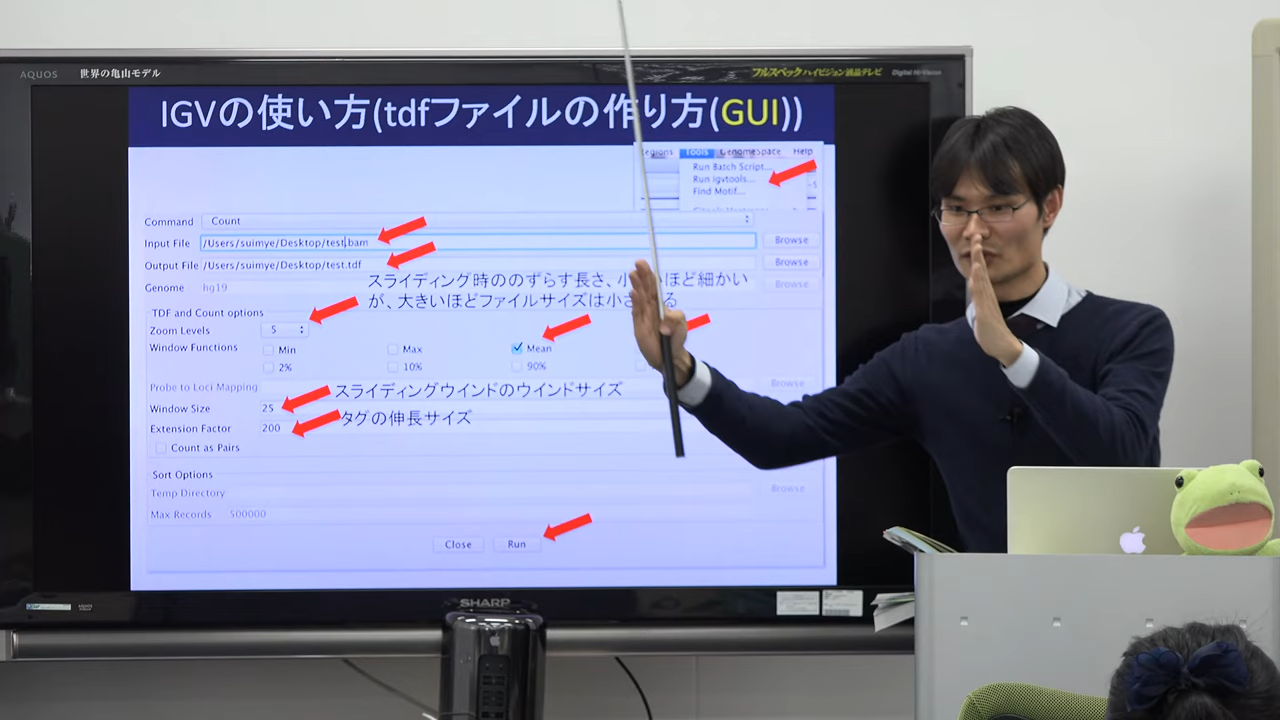 AQUOS 世界の亀山モデル フルスペックハイビジョン液晶テレビ Digital Hi-Vision
IGVの使い方(tdfファイルの作り方(GUI))
Regions Tools GenomeSpace Help
Run Batch Script...
Run igvtools...
Find Motif...
Command Count
Input File /Users/suimye/Desktop/test.bam Browse
Output File /Users/suimye/Desktop/test.tdf Browse
スライディング時ののずらす長さ、小 いほど細かい
Genome hg19 Browse
が、大きいほどファイルサイズは小さ る
TDF and Count options
Zoom Levels 5
Window Functions Min Max Mean
2% 10% 90%
Probe to Loci Mapping Browse
スライディングウインドのウインドサイズ
Window Size 25
タグの伸長サイズ
Extension Factor 200
Count as Pairs
Sort Options
Temp Directory Browse
Max Records 500000
Close Run
AQUOS
SHARP